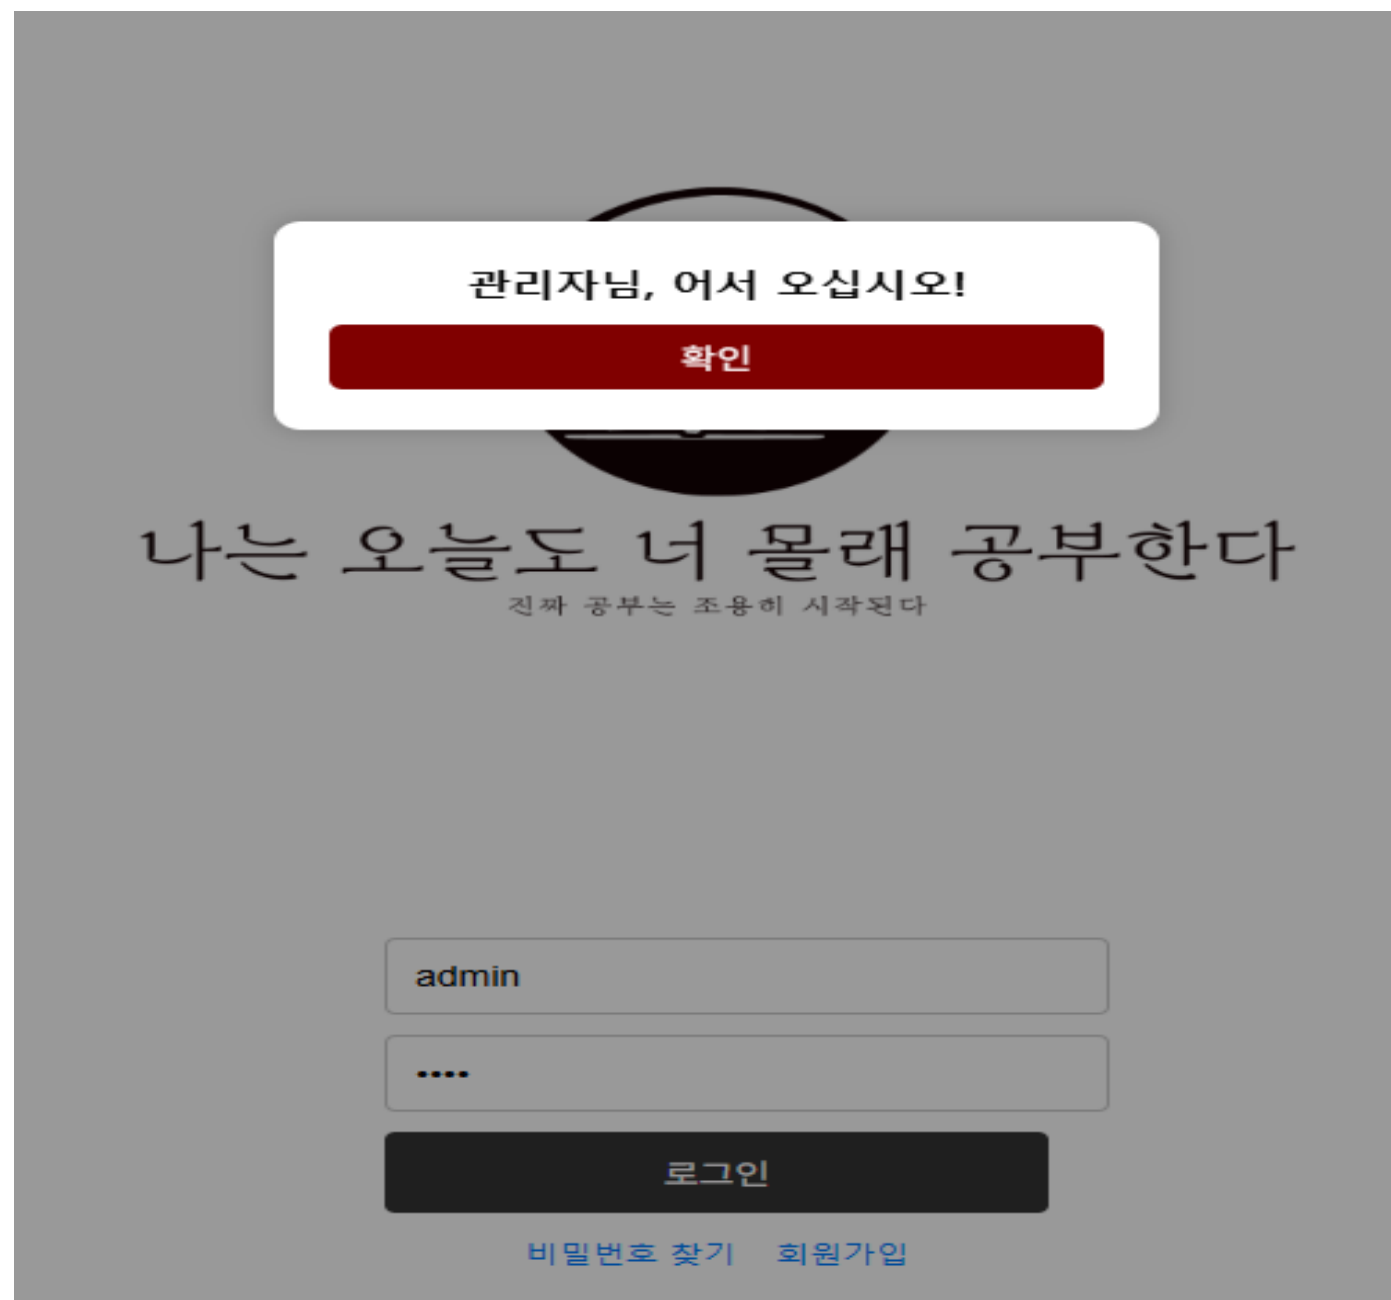 관리자님, 어서 오십시오!
확인
나는 오늘도 너 몰래 공부한다
진짜 공부는 조용히 시작된다
admin
••••
로그인
비밀번호 찾기 회원가입